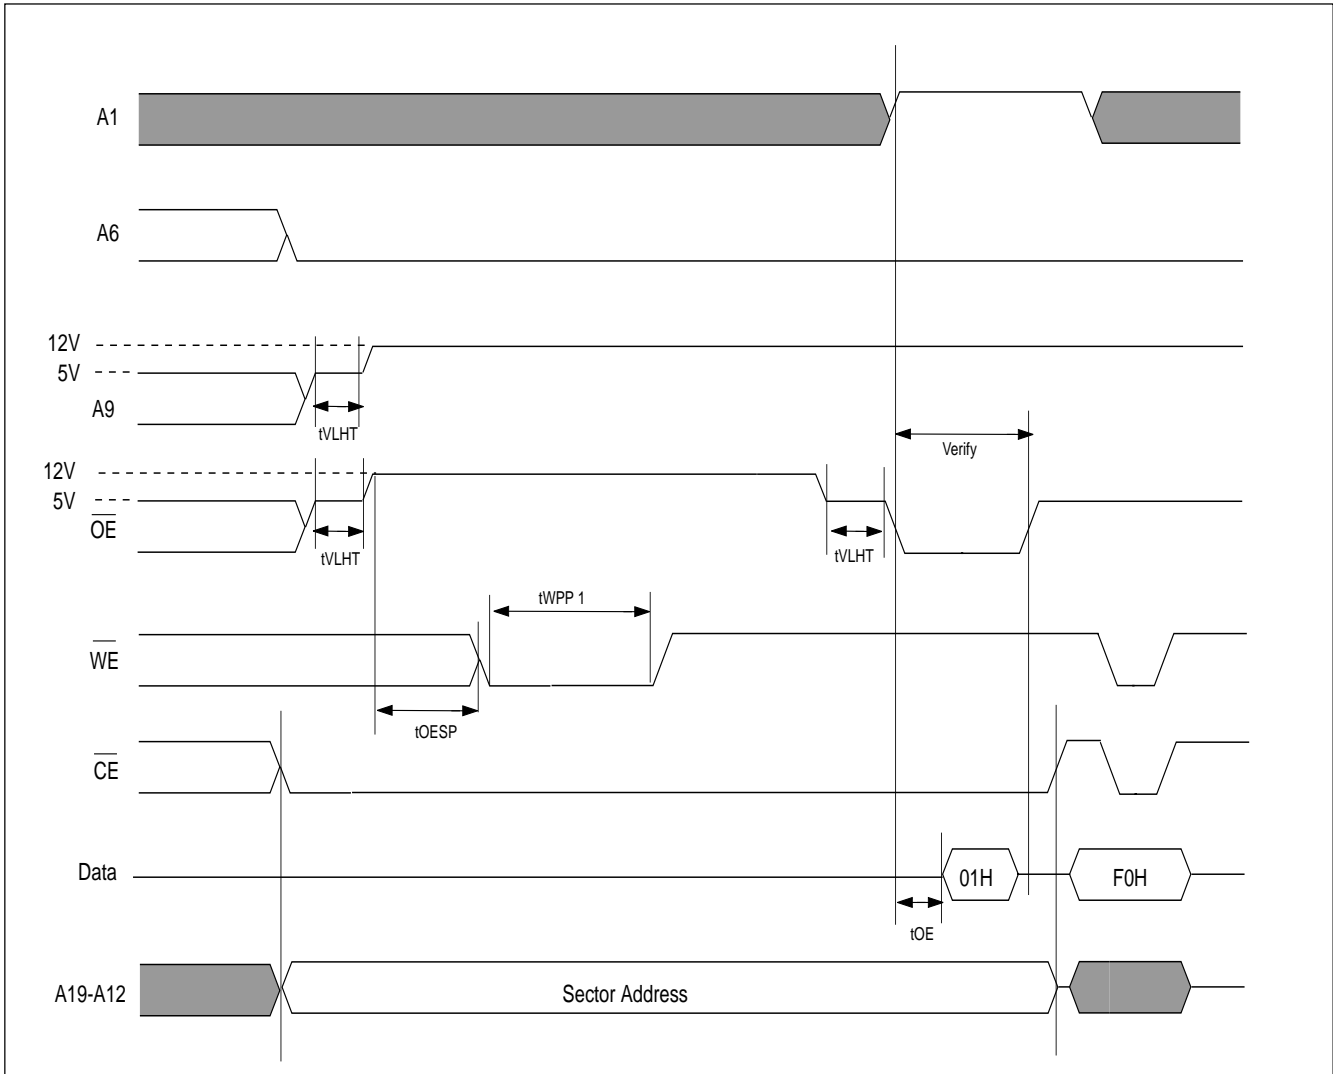 A1
A6
12V
5V
A9
tVLHT
Verify
12V
5V
OE
tVLHT
tVLHT
tWPP 1
WE
tOESP
CE
Data
01H
F0H
tOE
A19-A12
Sector Address